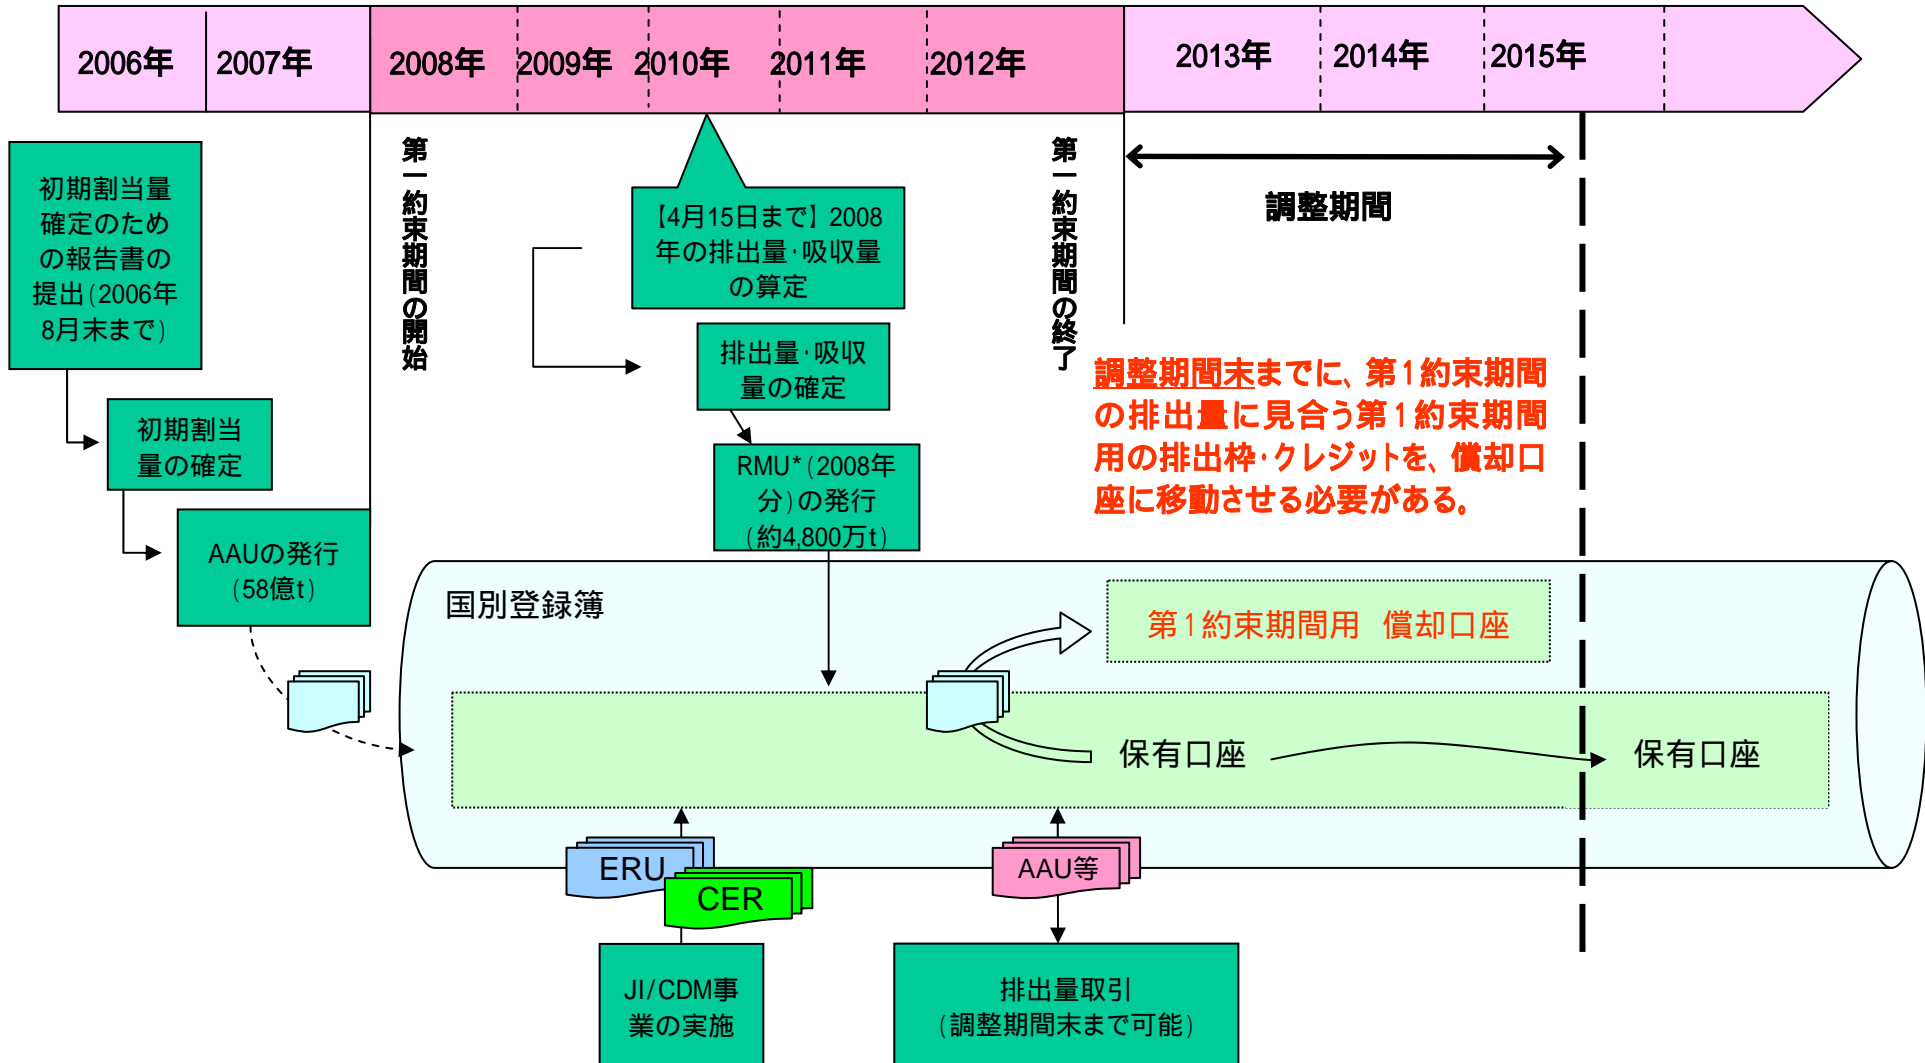 2006年
2007年
2008年
2009年
2010年
2011年
2012年
2013年
2014年
2015年
初期割当量
確定のため
の報告書の
提出(2006年
8月末まで)
初期割当
量の確定
AAUの発行
(58億t)
第一約束期間の開始
【4月15日まで】2008
年の排出量・吸収量
の算定
排出量・吸収
量の確定
RMU*(2008年
分)の発行
(約4,800万t)
第一約束期間の終了
調整期間
調整期間末までに、第1約束期間
の排出量に見合う第1約束期間
用の排出枠・クレジットを、償却口
座に移動させる必要がある。
国別登録簿
第1約束期間用 償却口座
保有口座
保有口座
ERU
CER
AAU等
JI/CDM事
業の実施
排出量取引
(調整期間末まで可能)